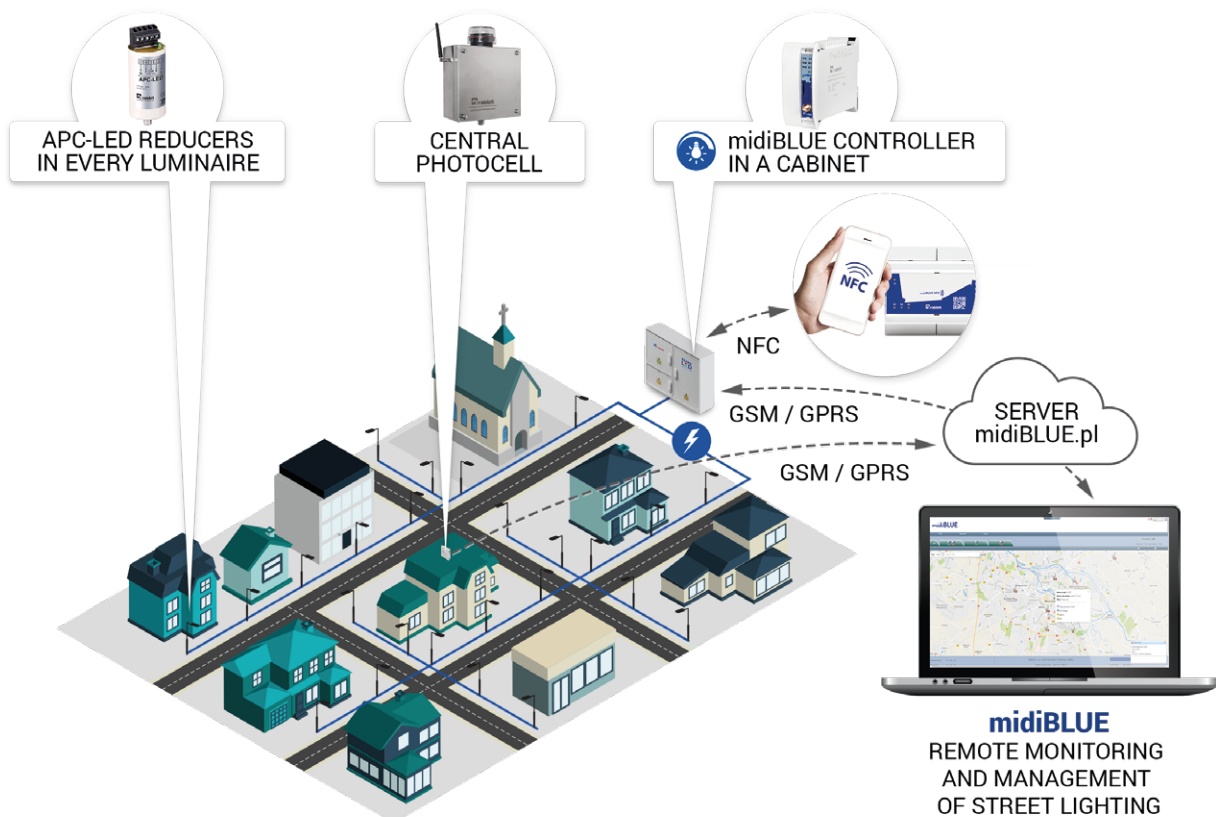 APC-LED REDUCERS
IN EVERY LUMINAIRE
CENTRAL
PHOTOCELL
midiBLUE CONTROLLER
IN A CABINET
NFC
NFC
GSM / GPRS
GSM / GPRS
SERVER
midiBLUE.pl
midiBLUE
midiBLUE
REMOTE MONITORING
AND MANAGEMENT
OF STREET LIGHTING